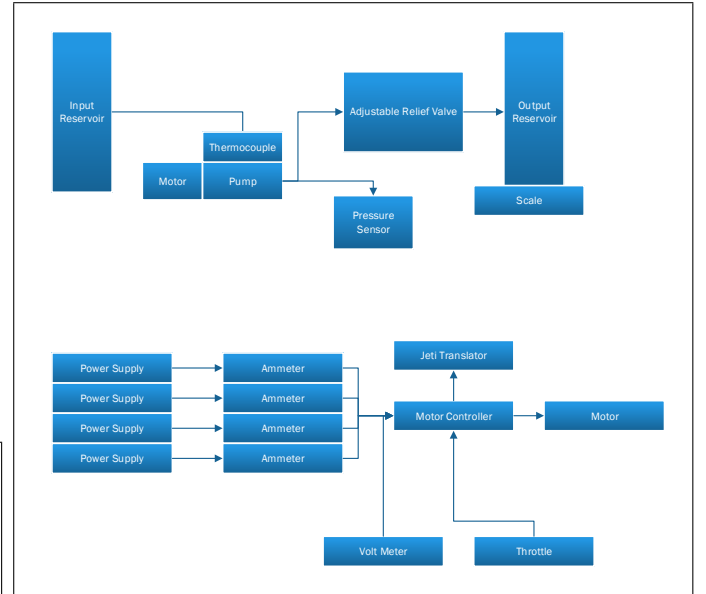 Input
Reservoir
Adjustable Relief Valve
Output
Reservoir
Thermocouple
Motor
Pump
Scale
Pressure
Sensor
Jeti Translator
Power Supply
Ammeter
Power Supply
Ammeter
Motor Controller
Motor
Power Supply
Ammeter
Power Supply
Ammeter
Volt Meter
Throttle